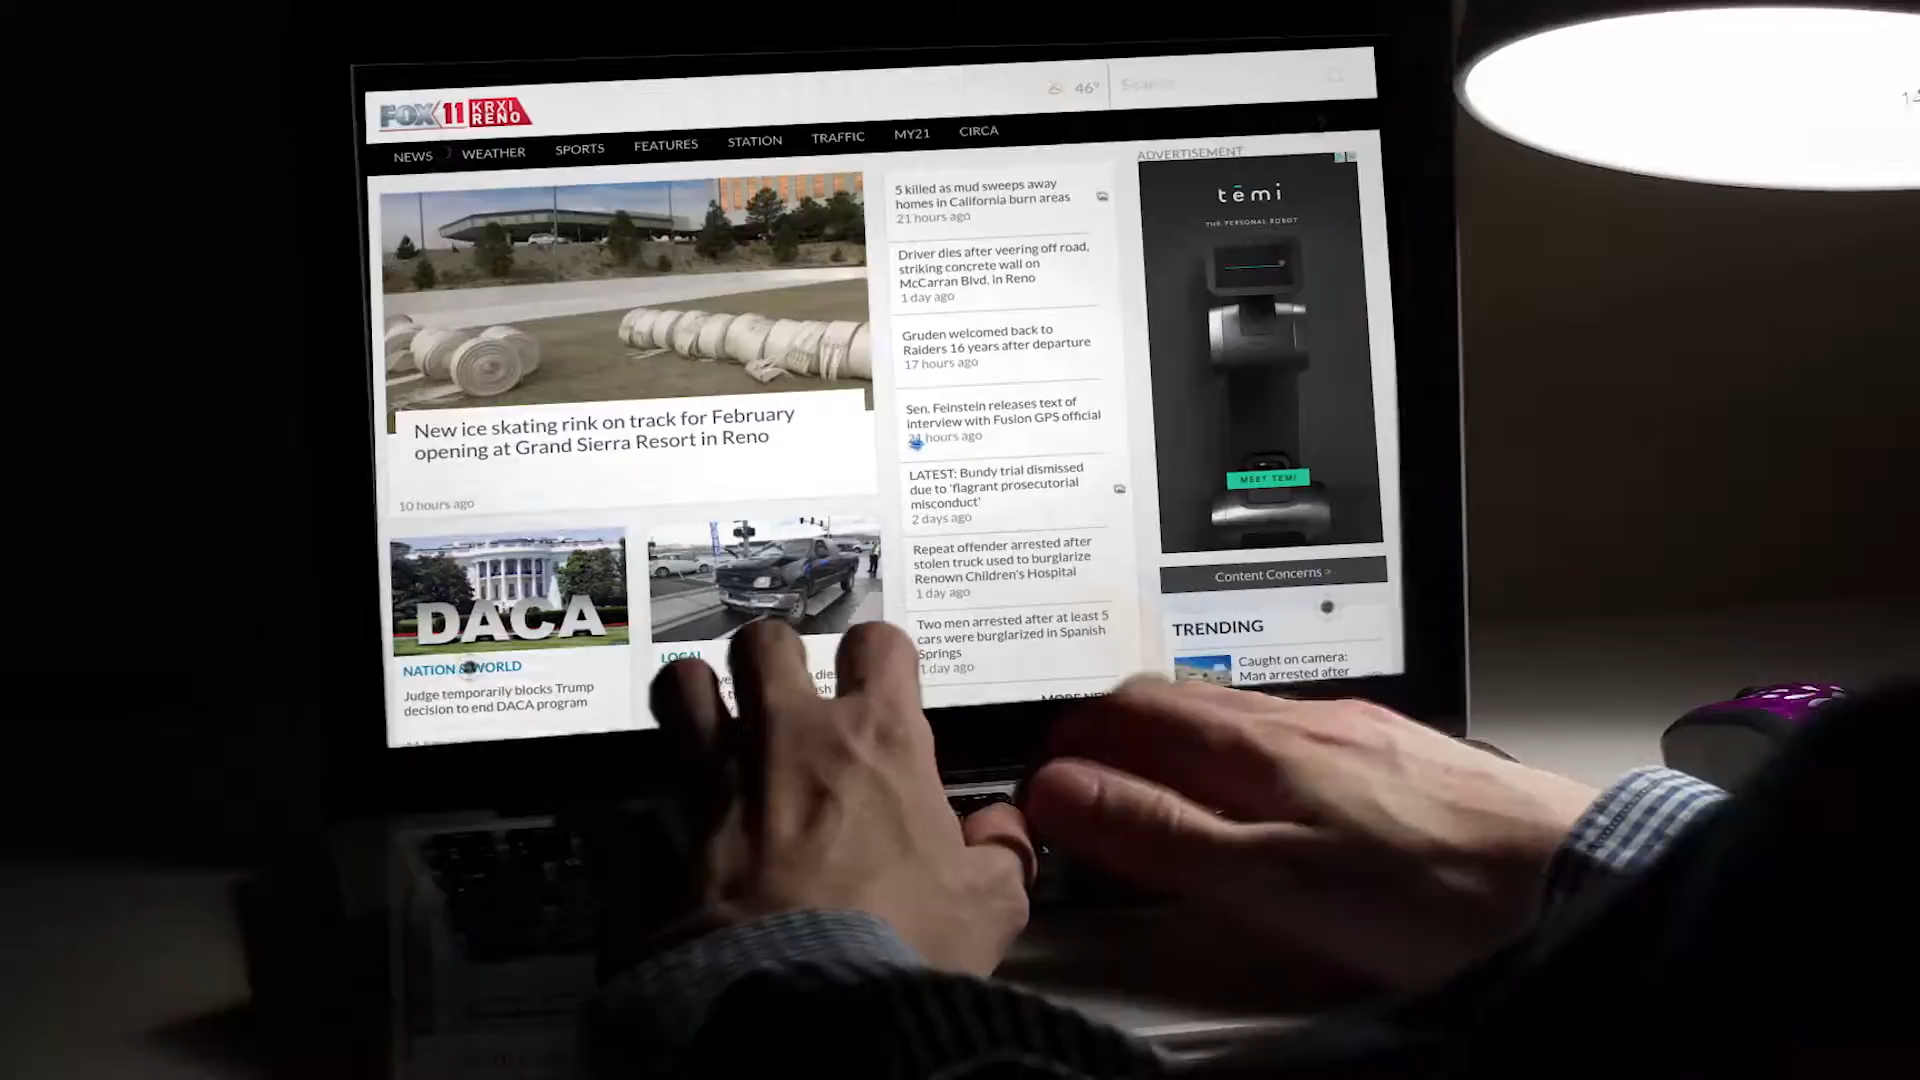 FOX 11 KRXI
RENO
46°
Search
NEWS WEATHER SPORTS FEATURES STATION TRAFFIC MY21 CIRCA
New ice skating rink on track for February
opening at Grand Sierra Resort in Reno
10 hours ago
DACA
NATION & WORLD
Judge temporarily blocks Trump
decision to end DACA program
LOCAL
5 killed as mud sweeps away
homes in California burn areas
21 hours ago
Driver dies after veering off road,
striking concrete wall on
McCarran Blvd. in Reno
1 day ago
Gruden welcomed back to
Raiders 16 years after departure
17 hours ago
Sen. Feinstein releases text of
interview with Fusion GPS official
21 hours ago
LATEST: Bundy trial dismissed
due to 'flagrant prosecutorial
misconduct'
2 days ago
Repeat offender arrested after
stolen truck used to burglarize
Renown Children's Hospital
1 day ago
Two men arrested after at least 5
cars were burglarized in Spanish
Springs
1 day ago
ADVERTISEMENT
tēmi
THE PERSONAL ROBOT
MEET TEMI
Content Concerns >
TRENDING
Caught on camera:
Man arrested after